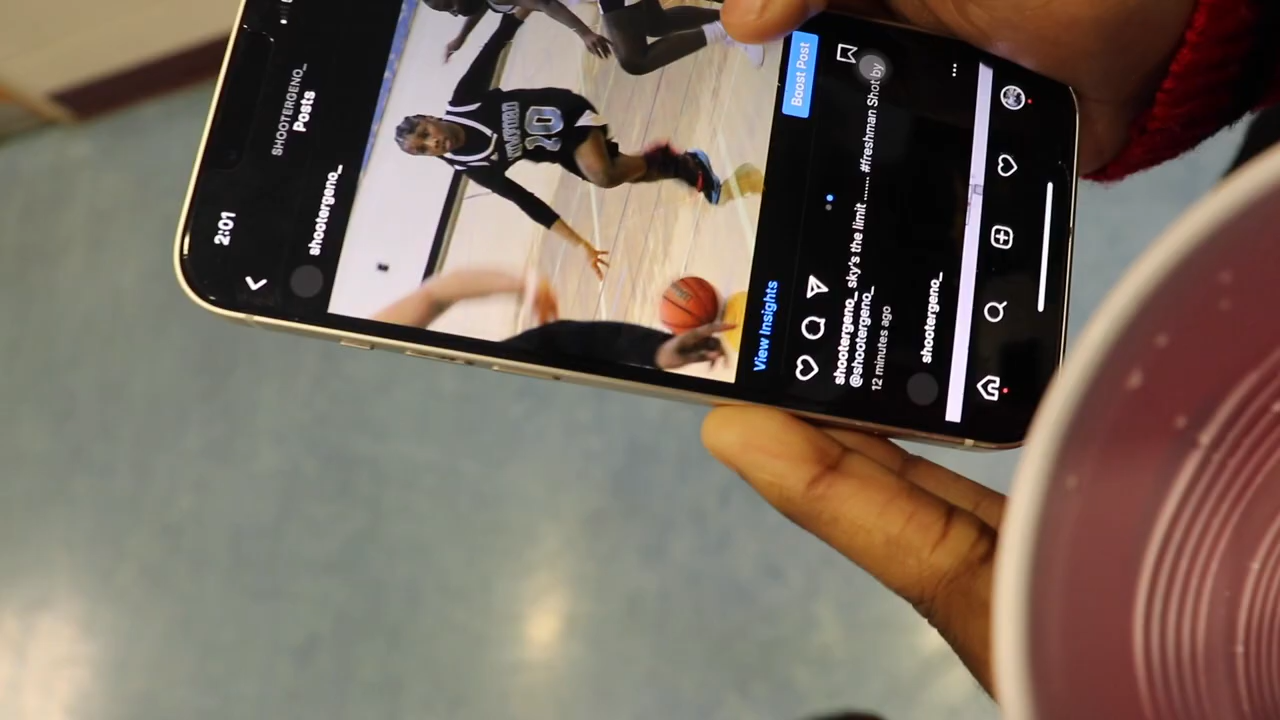 2:01
SHOOTERGENO_
Posts
shootergeno_
10
View Insights
Boost Post
shootergeno_ sky's the limit ....... #freshman Shot by
@shootergeno_
12 minutes ago
shootergeno_